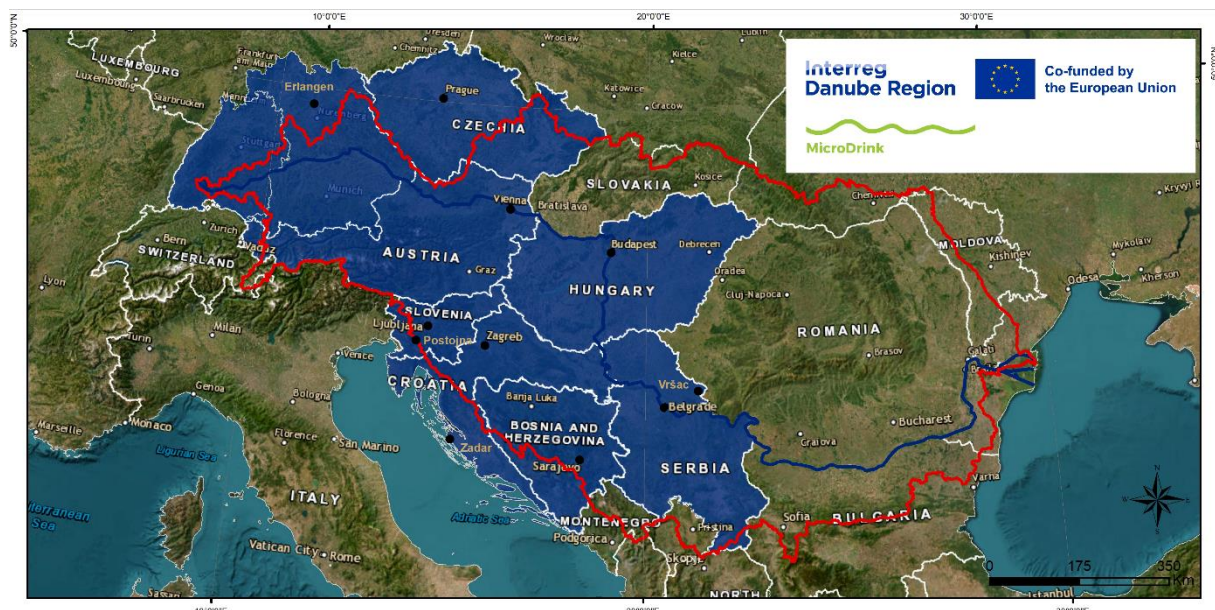 10°0'0"E
20°0'0"E
30°0'0"E
50°0'0"N
Dresden
Wroclaw
Lublin
LUXEMBOURG
Frankfurt
am Main
Chemnitz
Kielce
Luxembourg
Erlangen
Prague
Katowice
Cracow
Saarbrucken
Nuremberg
CZECHIA
Stuttgart
SLOVAKIA
Kosice
Munich
Vienna
Bratislava
Zurich
Bern
Vaduz
SWITZERLAND
AUSTRIA
Budapest
Debrecen
MOLDOVA
Kishinev
Mykolaiv
Kherson
Odesa
Lyon
Graz
HUNGARY
Oradea
Cluj-Napoca
Milan
Turin
SLOVENIA
Ljubljana
Postojna
Zagreb
ROMANIA
Brasov
Galati
Venice
CROATIA
Vršac
Belgrade
Genoa
Bologna
Banja Luka
BOSNIA AND
HERZEGOVINA
Bucharest
Craiova
Marseille
Monaco
Florence
San Marino
Zadar
Sarajevo
SERBIA
Varna
Ligurian Sea
ITALY
Adriatic Sea
MONTENEGRO
Podgorica
Pristina
Sofia
BULGARIA
Vatican City
Rome
Skopje
NORTH
Istanbul
Interreg
Danube Region
Co-funded by
the European Union
MicroDrink
N
W
E
S
0
175
350
Km